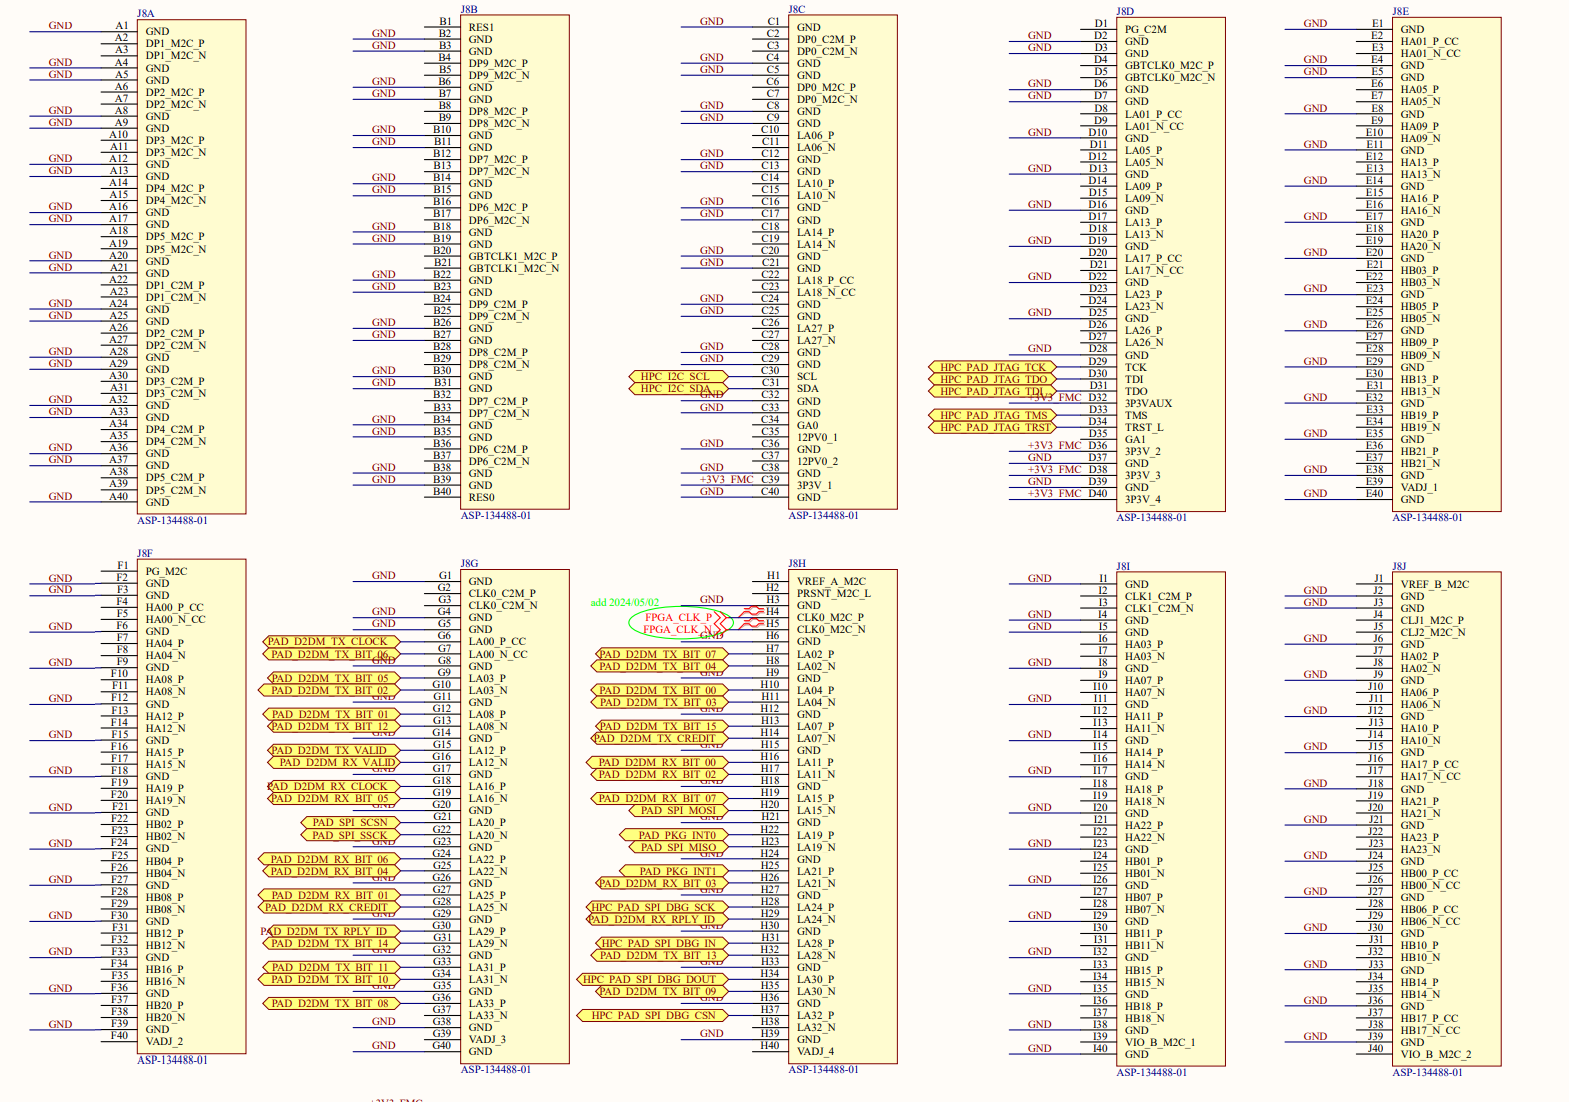 J8A
GND A1 GND
A2 DP1_M2C_P
A3 DP1_M2C_N
GND A4 GND
GND A5 GND
A6 DP2_M2C_P
A7 DP2_M2C_N
GND A8 GND
GND A9 GND
A10 DP3_M2C_P
A11 DP3_M2C_N
GND A12 GND
GND A13 GND
A14 DP4_M2C_P
A15 DP4_M2C_N
GND A16 GND
GND A17 GND
A18 DP5_M2C_P
A19 DP5_M2C_N
GND A20 GND
GND A21 GND
A22 DP1_C2M_P
A23 DP1_C2M_N
GND A24 GND
GND A25 GND
A26 DP2_C2M_P
A27 DP2_C2M_N
GND A28 GND
GND A29 GND
A30 DP3_C2M_P
A31 DP3_C2M_N
GND A32 GND
GND A33 GND
A34 DP4_C2M_P
A35 DP4_C2M_N
GND A36 GND
GND A37 GND
A38 DP5_C2M_P
A39 DP5_C2M_N
GND A40 GND
ASP-134488-01
J8B
B1 RES1
GND B2 GND
GND B3 GND
B4 DP9_M2C_P
B5 DP9_M2C_N
GND B6 GND
GND B7 GND
B8 DP8_M2C_P
B9 DP8_M2C_N
GND B10 GND
GND B11 GND
B12 DP7_M2C_P
B13 DP7_M2C_N
GND B14 GND
GND B15 GND
B16 DP6_M2C_P
B17 DP6_M2C_N
GND B18 GND
GND B19 GND
B20 GBTCLK1_M2C_P
B21 GBTCLK1_M2C_N
GND B22 GND
GND B23 GND
B24 DP9_C2M_P
B25 DP9_C2M_N
GND B26 GND
GND B27 GND
B28 DP8_C2M_P
B29 DP8_C2M_N
GND B30 GND
GND B31 GND
B32 DP7_C2M_P
B33 DP7_C2M_N
GND B34 GND
GND B35 GND
B36 DP6_C2M_P
B37 DP6_C2M_N
GND B38 GND
GND B39 GND
B40 RES0
ASP-134488-01
J8C
GND C1 GND
C2 DP0_C2M_P
C3 DP0_C2M_N
GND C4 GND
GND C5 GND
C6 DP0_M2C_P
C7 DP0_M2C_N
GND C8 GND
GND C9 GND
C10 LA06_P
C11 LA06_N
GND C12 GND
GND C13 GND
C14 LA10_P
C15 LA10_N
GND C16 GND
GND C17 GND
C18 LA14_P
C19 LA14_N
GND C20 GND
GND C21 GND
C22 LA18_P_CC
C23 LA18_N_CC
GND C24 GND
GND C25 GND
C26 LA27_P
C27 LA27_N
GND C28 GND
GND C29 GND
HPC_I2C_SCL C30 SCL
HPC_I2C_SDA C31 SDA
GND C32 GND
GND C33 GND
C34 GA0
C35 12PV0_1
GND C36 GND
C37 12PV0_2
GND C38 GND
+3V3_FMC C39 3P3V_1
GND C40 GND
ASP-134488-01
J8D
D1 PG_C2M
GND D2 GND
GND D3 GND
D4 GBTCLK0_M2C_P
D5 GBTCLK0_M2C_N
GND D6 GND
GND D7 GND
D8 LA01_P_CC
D9 LA01_N_CC
GND D10 GND
D11 LA05_P
D12 LA05_N
GND D13 GND
D14 LA09_P
D15 LA09_N
GND D16 GND
D17 LA13_P
D18 LA13_N
GND D19 GND
D20 LA17_P_CC
D21 LA17_N_CC
GND D22 GND
D23 LA23_P
D24 LA23_N
GND D25 GND
D26 LA26_P
D27 LA26_N
GND D28 GND
HPC_PAD_JTAG_TCK D29 TCK
HPC_PAD_JTAG_TDO D30 TDI
HPC_PAD_JTAG_TDI D31 TDO
+3V3_FMC D32 3P3VAUX
HPC_PAD_JTAG_TMS D33 TMS
HPC_PAD_JTAG_TRST D34 TRST_L
D35 GA1
+3V3_FMC D36 3P3V_2
GND D37 GND
+3V3_FMC D38 3P3V_3
GND D39 GND
+3V3_FMC D40 3P3V_4
ASP-134488-01
J8E
GND E1 GND
E2 HA01_P_CC
E3 HA01_N_CC
GND E4 GND
GND E5 GND
E6 HA05_P
E7 HA05_N
GND E8 GND
E9 HA09_P
E10 HA09_N
GND E11 GND
E12 HA13_P
E13 HA13_N
GND E14 GND
E15 HA16_P
E16 HA16_N
GND E17 GND
E18 HA20_P
E19 HA20_N
GND E20 GND
E21 HB03_P
E22 HB03_N
GND E23 GND
E24 HB05_P
E25 HB05_N
GND E26 GND
E27 HB09_P
E28 HB09_N
GND E29 GND
E30 HB13_P
E31 HB13_N
GND E32 GND
E33 HB19_P
E34 HB19_N
GND E35 GND
E36 HB21_P
E37 HB21_N
GND E38 GND
E39 VADJ_1
GND E40 GND
ASP-134488-01
J8F
F1 PG_M2C
GND F2 GND
GND F3 GND
F4 HA00_P_CC
F5 HA00_N_CC
GND F6 GND
F7 HA04_P
F8 HA04_N
GND F9 GND
F10 HA08_P
F11 HA08_N
GND F12 GND
F13 HA12_P
F14 HA12_N
GND F15 GND
F16 HA15_P
F17 HA15_N
GND F18 GND
F19 HA19_P
F20 HA19_N
GND F21 GND
F22 HB02_P
F23 HB02_N
GND F24 GND
F25 HB04_P
F26 HB04_N
GND F27 GND
F28 HB08_P
F29 HB08_N
GND F30 GND
F31 HB12_P
F32 HB12_N
GND F33 GND
F34 HB16_P
F35 HB16_N
GND F36 GND
F37 HB20_P
F38 HB20_N
GND F39 GND
F40 VADJ_2
ASP-134488-01
J8G
GND G1 GND
G2 CLK0_C2M_P
G3 CLK0_C2M_N
GND G4 GND
GND G5 GND
PAD_D2DM_TX_CLOCK G6 LA00_P_CC
PAD_D2DM_TX_BIT_06 G7 LA00_N_CC
GND G8 GND
PAD_D2DM_TX_BIT_05 G9 LA03_P
PAD_D2DM_TX_BIT_02 G10 LA03_N
GND G11 GND
PAD_D2DM_TX_BIT_01 G12 LA08_P
PAD_D2DM_TX_BIT_12 G13 LA08_N
GND G14 GND
PAD_D2DM_TX_VALID G15 LA12_P
PAD_D2DM_RX_VALID G16 LA12_N
GND G17 GND
PAD_D2DM_RX_CLOCK G18 LA16_P
PAD_D2DM_RX_BIT_05 G19 LA16_N
GND G20 GND
PAD_SPI_SCSN G21 LA20_P
PAD_SPI_SSCK G22 LA20_N
GND G23 GND
PAD_D2DM_RX_BIT_06 G24 LA22_P
PAD_D2DM_RX_BIT_04 G25 LA22_N
GND G26 GND
PAD_D2DM_RX_BIT_01 G27 LA25_P
PAD_D2DM_RX_CREDIT G28 LA25_N
GND G29 GND
PAD_D2DM_TX_RPLY_ID G30 LA29_P
PAD_D2DM_TX_BIT_14 G31 LA29_N
GND G32 GND
PAD_D2DM_TX_BIT_11 G33 LA31_P
PAD_D2DM_TX_BIT_10 G34 LA31_N
GND G35 GND
PAD_D2DM_TX_BIT_08 G36 LA33_P
G37 LA33_N
GND G38 GND
G39 VADJ_3
GND G40 GND
ASP-134488-01
J8H
H1 VREF_A_M2C
H2 PRSNT_M2C_L
add 2024/05/02
GND H3 GND
FPGA_CLK_P H4 CLK0_M2C_P
FPGA_CLK_N H5 CLK0_M2C_N
GND H6 GND
PAD_D2DM_TX_BIT_07 H7 LA02_P
PAD_D2DM_TX_BIT_04 H8 LA02_N
GND H9 GND
PAD_D2DM_TX_BIT_00 H10 LA04_P
PAD_D2DM_TX_BIT_03 H11 LA04_N
GND H12 GND
PAD_D2DM_TX_BIT_15 H13 LA07_P
PAD_D2DM_TX_CREDIT H14 LA07_N
H15 GND
PAD_D2DM_RX_BIT_00 H16 LA11_P
PAD_D2DM_RX_BIT_02 H17 LA11_N
GND H18 GND
PAD_D2DM_RX_BIT_07 H19 LA15_P
PAD_SPI_MOSI H20 LA15_N
GND H21 GND
PAD_PKG_INT0 H22 LA19_P
PAD_SPI_MISO H23 LA19_N
GND H24 GND
PAD_PKG_INT1 H25 LA21_P
PAD_D2DM_RX_BIT_03 H26 LA21_N
GND H27 GND
HPC_PAD_SPI_DBG_SCK H28 LA24_P
PAD_D2DM_RX_RPLY_ID H29 LA24_N
GND H30 GND
HPC_PAD_SPI_DBG_IN H31 LA28_P
PAD_D2DM_TX_BIT_13 H32 LA28_N
GND H33 GND
HPC_PAD_SPI_DBG_DOUT H34 LA30_P
PAD_D2DM_TX_BIT_09 H35 LA30_N
GND H36 GND
HPC_PAD_SPI_DBG_CSN H37 LA32_P
H38 LA32_N
GND H39 GND
H40 VADJ_4
ASP-134488-01
J8I
GND I1 GND
I2 CLK1_C2M_P
I3 CLK1_C2M_N
GND I4 GND
GND I5 GND
I6 HA03_P
I7 HA03_N
GND I8 GND
I9 HA07_P
I10 HA07_N
GND I11 GND
I12 HA11_P
I13 HA11_N
GND I14 GND
I15 HA14_P
I16 HA14_N
GND I17 GND
I18 HA18_P
I19 HA18_N
GND I20 GND
I21 HA22_P
I22 HA22_N
GND I23 GND
I24 HB01_P
I25 HB01_N
GND I26 GND
I27 HB07_P
I28 HB07_N
GND I29 GND
I30 HB11_P
I31 HB11_N
GND I32 GND
I33 HB15_P
I34 HB15_N
GND I35 GND
I36 HB18_P
I37 HB18_N
GND I38 GND
I39 VIO_B_M2C_1
GND I40 GND
ASP-134488-01
J8J
J1 VREF_B_M2C
GND J2 GND
GND J3 GND
J4 CLJ1_M2C_P
J5 CLJ2_M2C_N
GND J6 GND
J7 HA02_P
J8 HA02_N
GND J9 GND
J10 HA06_P
J11 HA06_N
GND J12 GND
J13 HA10_P
J14 HA10_N
GND J15 GND
J16 HA17_P_CC
J17 HA17_N_CC
GND J18 GND
J19 HA21_P
J20 HA21_N
GND J21 GND
J22 HA23_P
J23 HA23_N
GND J24 GND
J25 HB00_P_CC
J26 HB00_N_CC
GND J27 GND
J28 HB06_P_CC
J29 HB06_N_CC
GND J30 GND
J31 HB10_P
J32 HB10_N
GND J33 GND
J34 HB14_P
J35 HB14_N
GND J36 GND
J37 HB17_P_CC
J38 HB17_N_CC
GND J39 GND
J40 VIO_B_M2C_2
ASP-134488-01